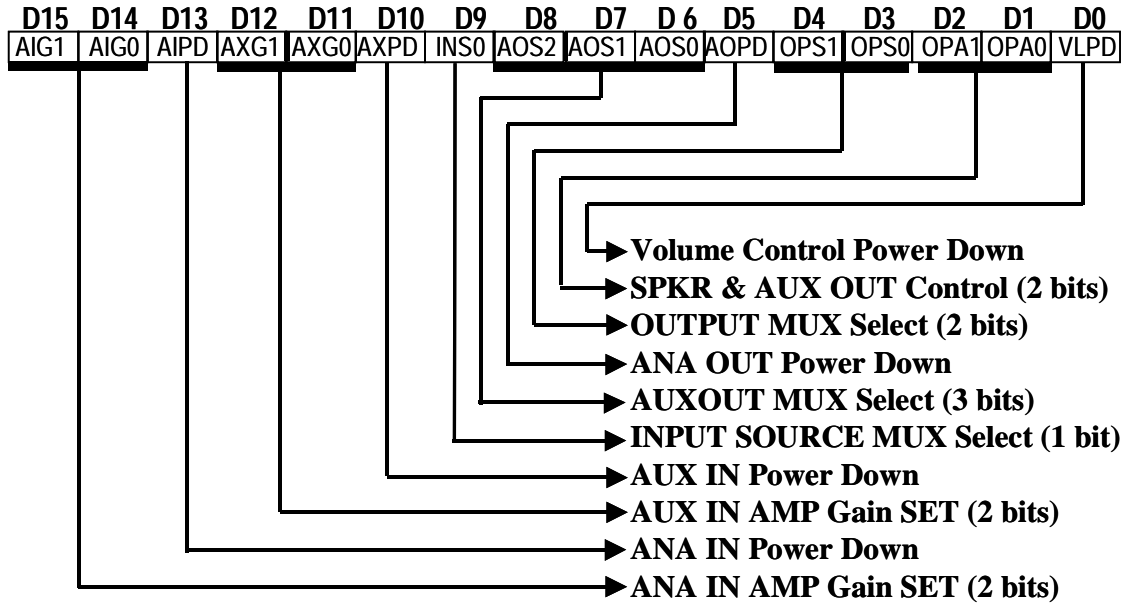 D15 D14 D13 D12 D11 D10 D9 D8 D7 D 6 D5 D4 D3 D2 D1 D0
AIG1 AIG0 AIPD AXG1 AXG0 AXPD INS0 AOS2 AOS1 AOS0 AOPD OPS1 OPS0 OPA1 OPA0 VLPD
Volume Control Power Down
SPKR & AUX OUT Control (2 bits)
OUTPUT MUX Select (2 bits)
ANA OUT Power Down
AUXOUT MUX Select (3 bits)
INPUT SOURCE MUX Select (1 bit)
AUX IN Power Down
AUX IN AMP Gain SET (2 bits)
ANA IN Power Down
ANA IN AMP Gain SET (2 bits)